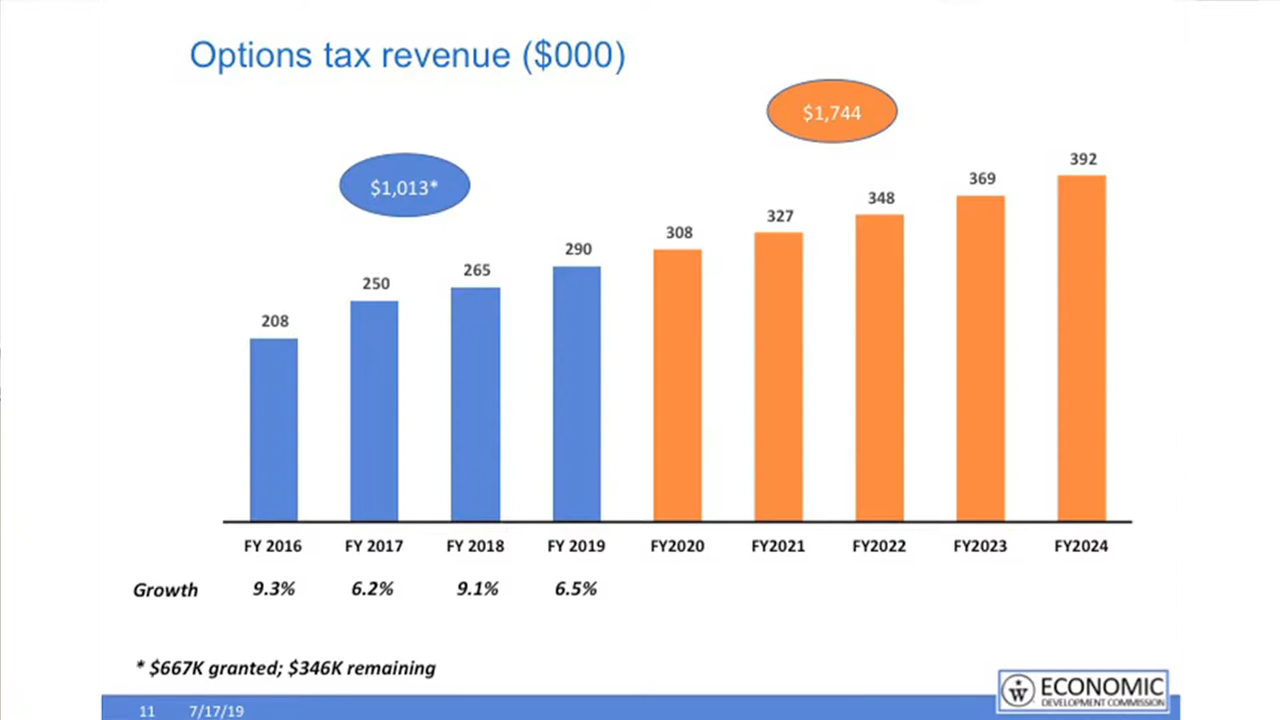 Options tax revenue ($000)
$1,744
$1,013*
208
250
265
290
308
327
348
369
392
FY 2016
FY 2017
FY 2018
FY 2019
FY2020
FY2021
FY2022
FY2023
FY2024
Growth 9.3% 6.2% 9.1% 6.5%
* $667K granted; $346K remaining
11 7/17/19
W ECONOMIC
DEVELOPMENT COMMISSION